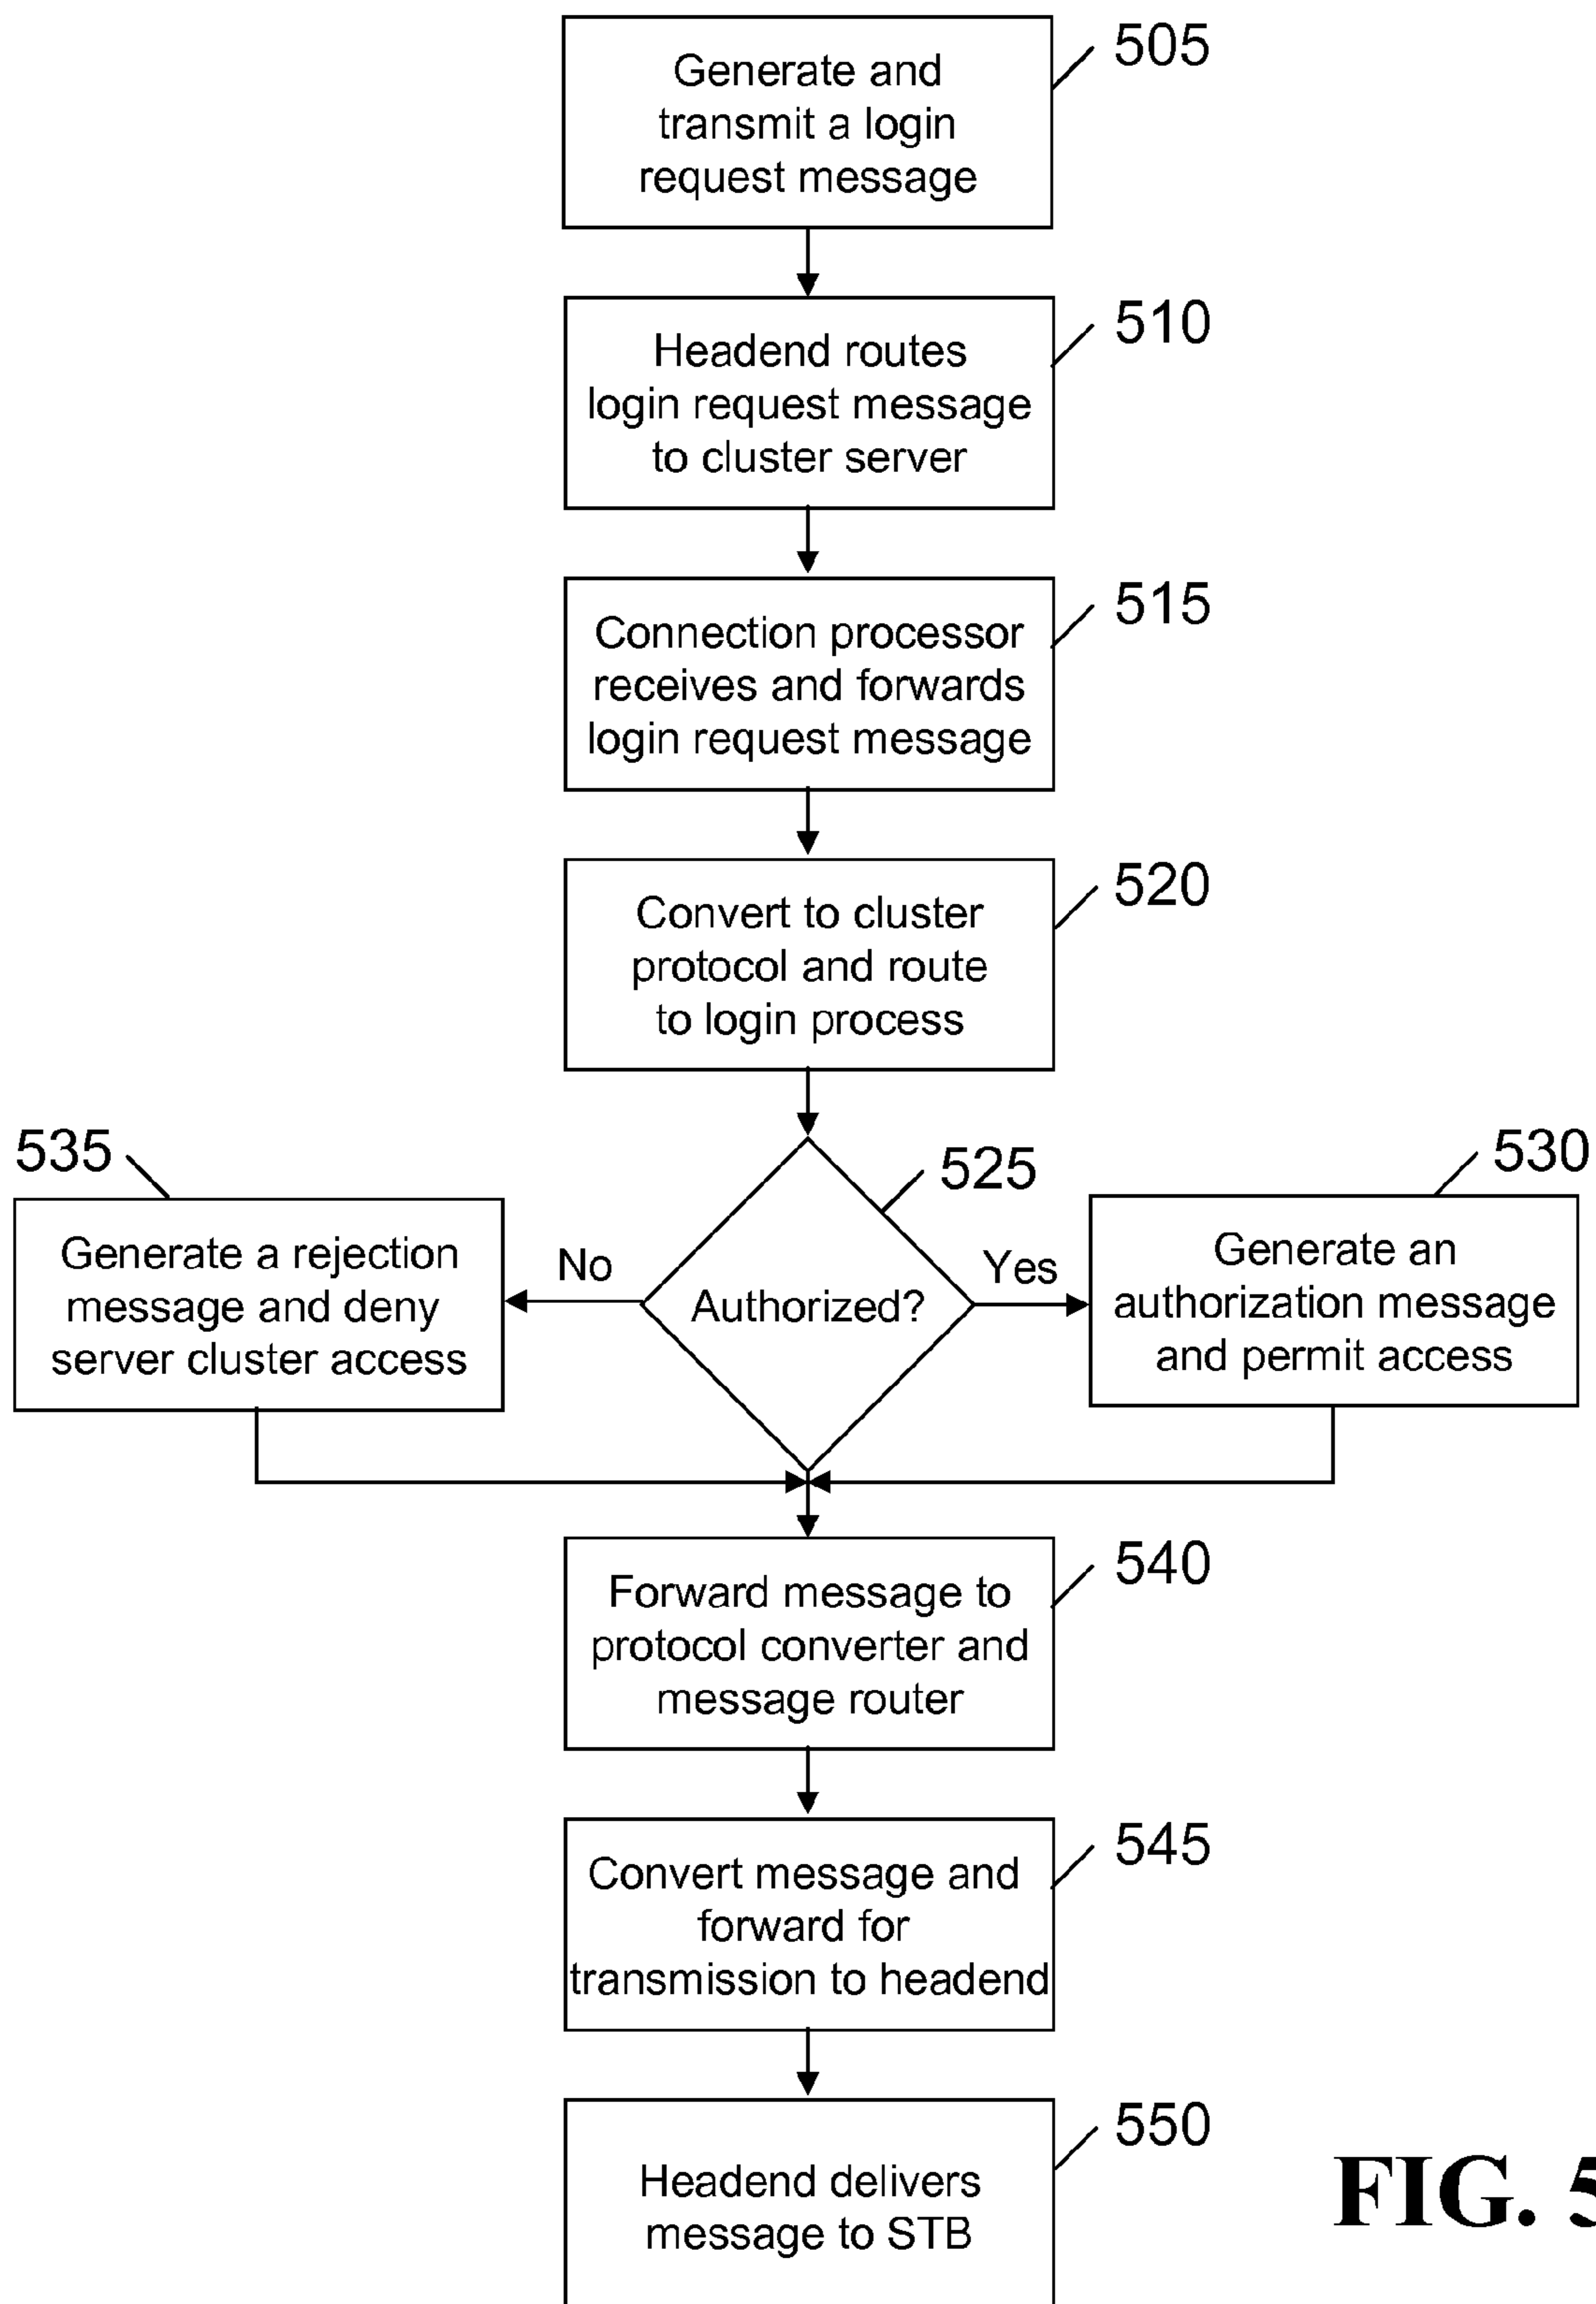 505
Generate and
transmit a login
request message
510
Headend routes
login request message
to cluster server
515
Connection processor
receives and forwards
login request message
520
Convert to cluster
protocol and route
to login process
535
525
530
Generate a rejection
message and deny
server cluster access
No
Authorized?
Yes
Generate an
authorization message
and permit access
540
Forward message to
protocol converter and
message router
545
Convert message and
forward for
transmission to headend
550
Headend delivers
message to STB
FIG. 5